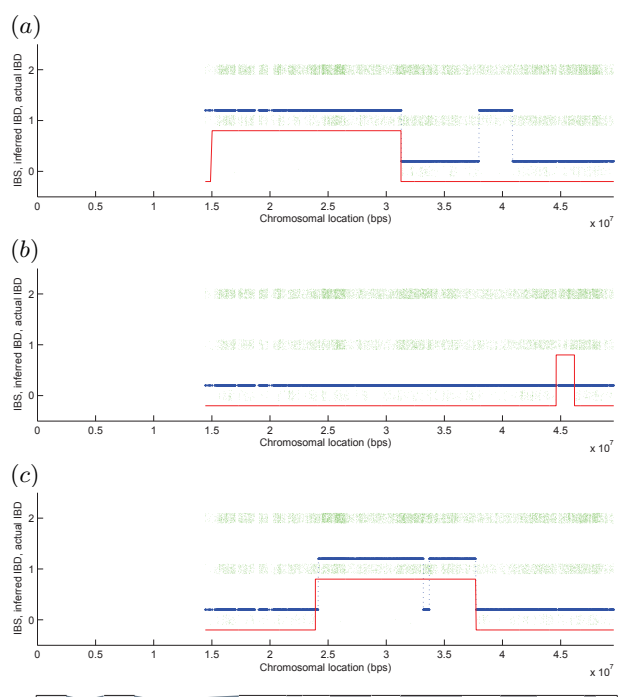 (a)
IBS, inferred IBD, actual IBD
2
1
0
0 0.5 1 1.5 2 2.5 3 3.5 4 4.5
x 10^7
Chromosomal location (bps)
(b)
IBS, inferred IBD, actual IBD
2
1
0
0 0.5 1 1.5 2 2.5 3 3.5 4 4.5
x 10^7
Chromosomal location (bps)
(c)
IBS, inferred IBD, actual IBD
2
1
0
0 0.5 1 1.5 2 2.5 3 3.5 4 4.5
x 10^7
Chromosomal location (bps)